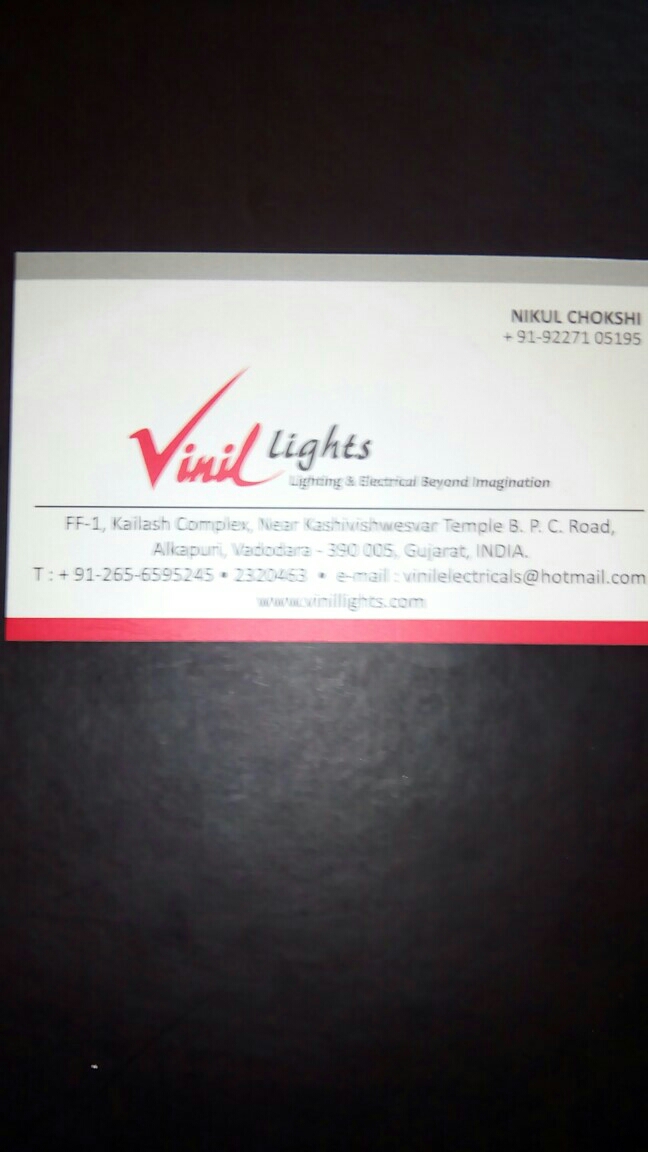 NIKUL CHOKSHI
+ 91-92271 05195
Vinil Lights
Lighting & Electrical Beyond Imagination
FF-1, Kailash Complex, Near Kashivishwesvar Temple B. P. C. Road,
Alkapuri, Vadodara - 390 005, Gujarat, INDIA.
T : + 91-265-6595245 • 2320463 • e-mail : vinilelectricals@hotmail.com
www.vinillights.com